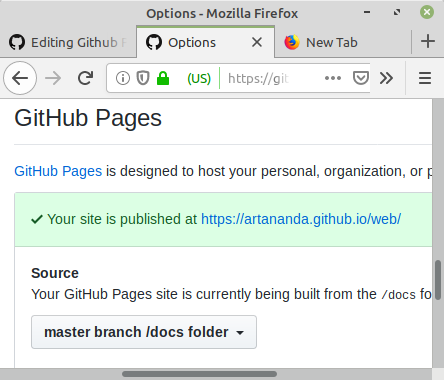 Options - Mozilla Firefox
Editing Github
Options
New Tab
(US) https://git
GitHub Pages
GitHub Pages is designed to host your personal, organization, or
Your site is published at https://artananda.github.io/web/
Source
Your GitHub Pages site is currently being built from the /docs fo
master branch /docs folder